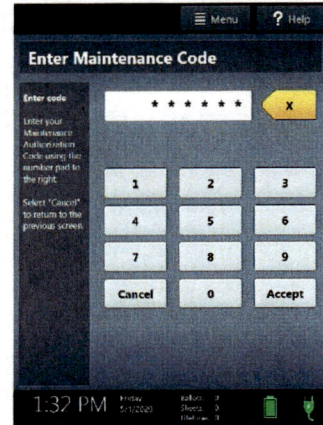 Menu
? Help
Enter Maintenance Code
Enter code
Enter your
Maintenance
Authorization
Code using the
number pad to
the right.
Select "Cancel"
to return to the
previous screen.
* * * * * *
X
1 2 3
4 5 6
7 8 9
Cancel 0 Accept
1:32 PM
Friday
5/1/2020
Ballots: 0
Sheets: 0
Lifetime: 0